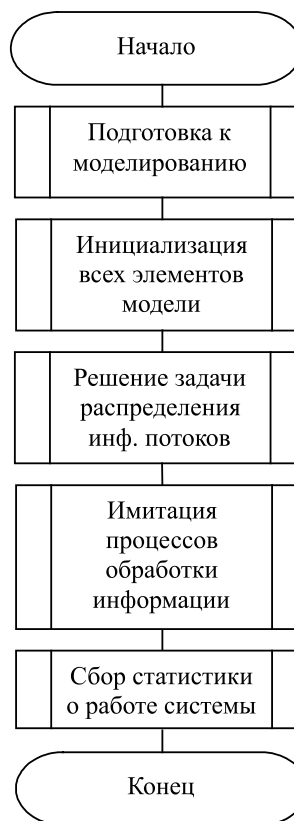 Начало
Подготовка к
моделированию
Инициализация
всех элементов
модели
Решение задачи
распределения
инф. потоков
Имитация
процессов
обработки
информации
Сбор статистики
о работе системы
Конец